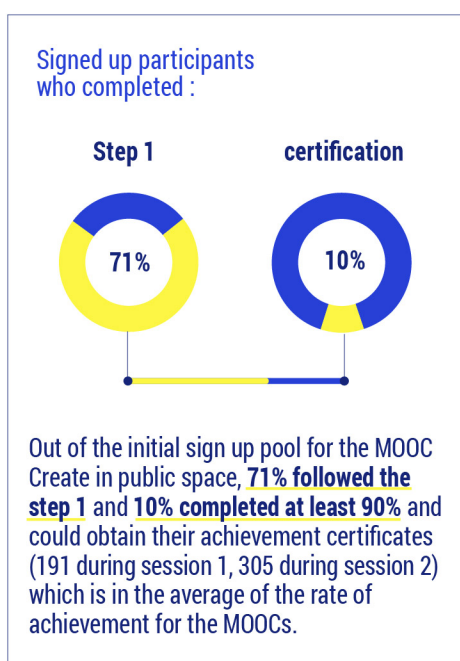 Signed up participants
who completed :
Step 1
certification
71%
10%
Out of the initial sign up pool for the MOOC
Create in public space, 71% followed the
step 1 and 10% completed at least 90% and
could obtain their achievement certificates
(191 during session 1, 305 during session 2)
which is in the average of the rate of
achievement for the MOOCs.